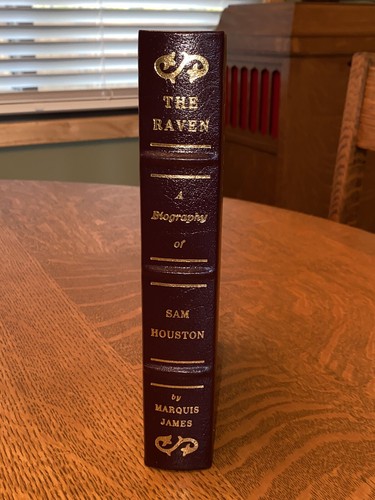 THE
RAVEN
A
Biography
of
SAM
HOUSTON
by
MARQUIS
JAMES